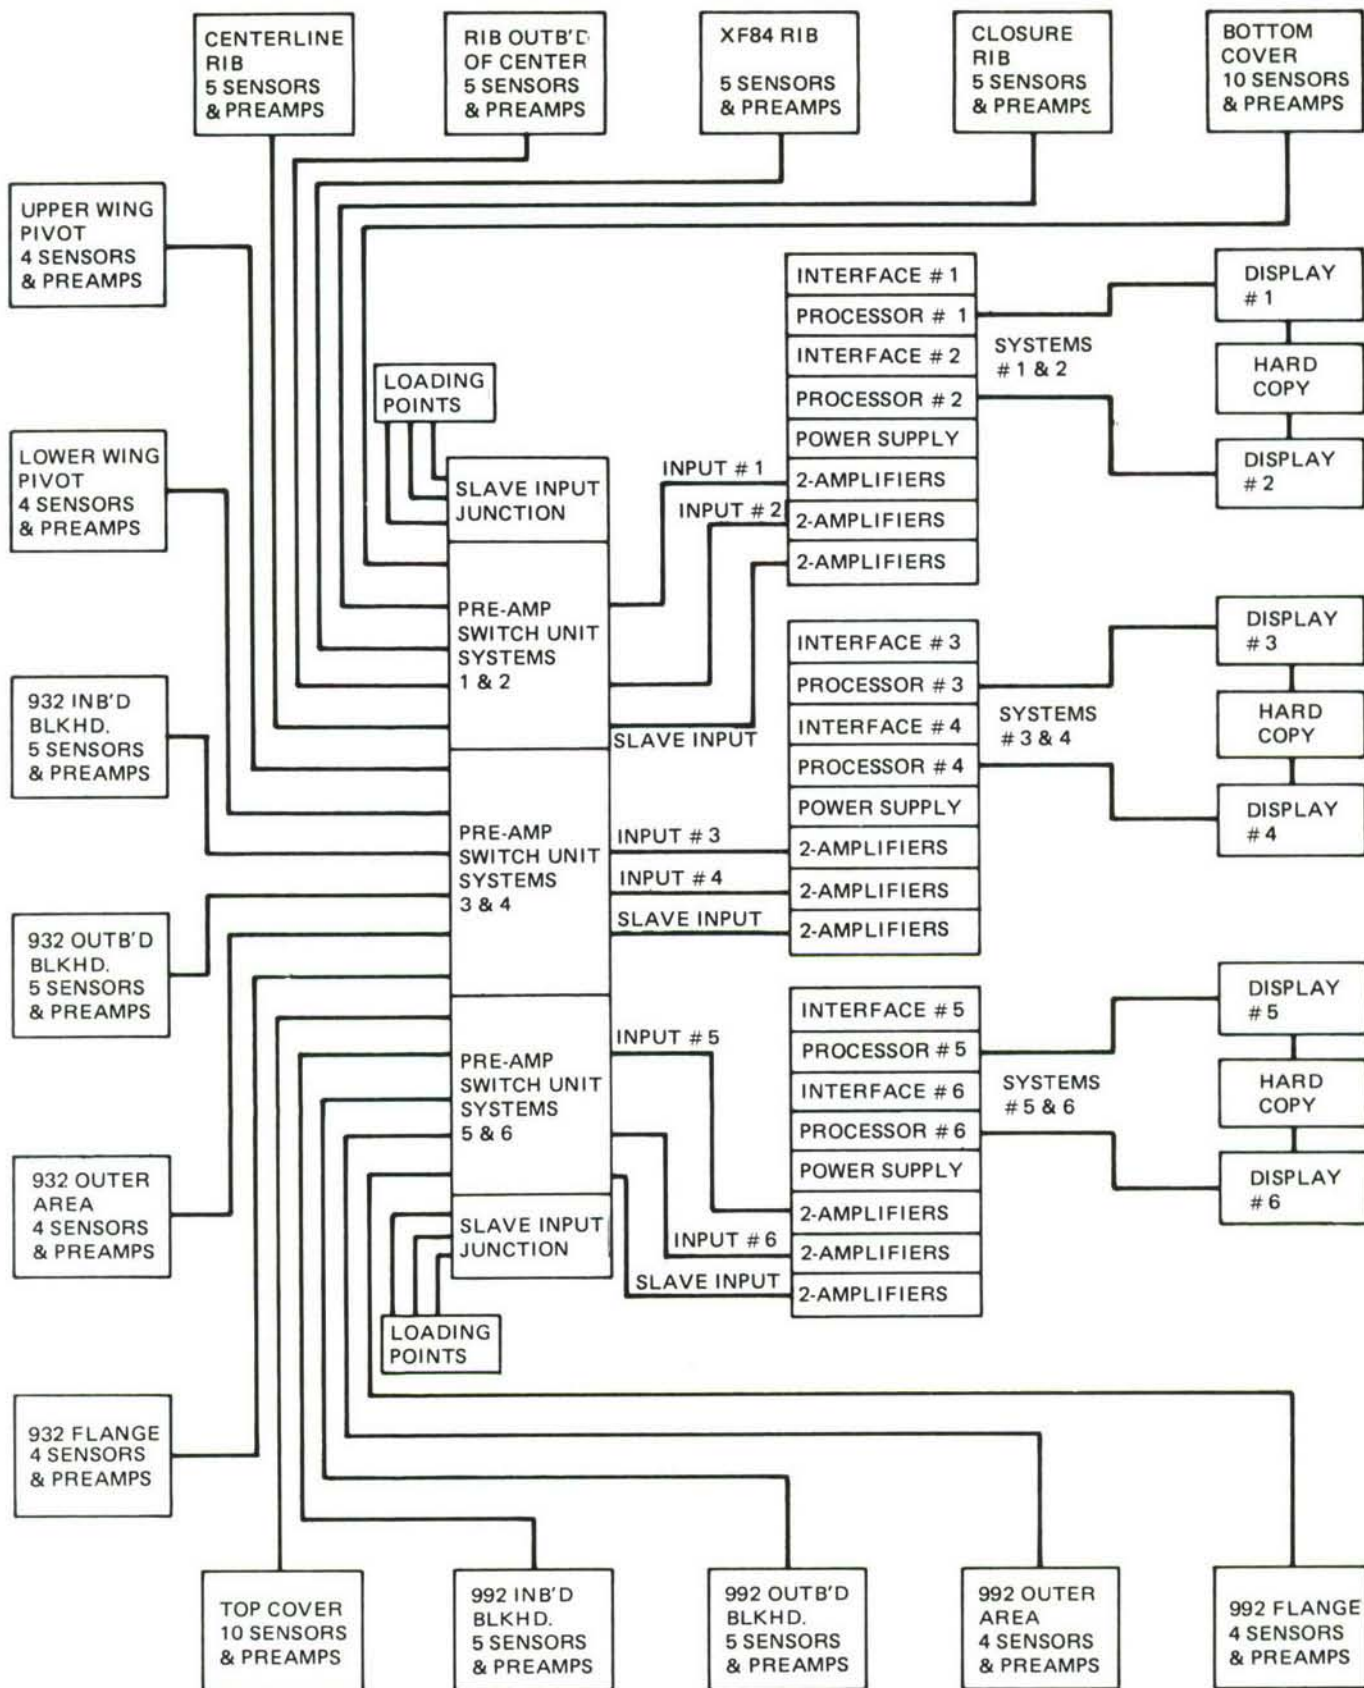 CENTERLINE
RIB
5 SENSORS
& PREAMPS
RIB OUTB'D
OF CENTER
5 SENSORS
& PREAMPS
XF84 RIB
5 SENSORS
& PREAMPS
CLOSURE
RIB
5 SENSORS
& PREAMPS
BOTTOM
COVER
10 SENSORS
& PREAMPS
UPPER WING
PIVOT
4 SENSORS
& PREAMPS
LOWER WING
PIVOT
4 SENSORS
& PREAMPS
932 INB'D
BLKHD.
5 SENSORS
& PREAMPS
932 OUTB'D
BLKHD.
5 SENSORS
& PREAMPS
932 OUTER
AREA
4 SENSORS
& PREAMPS
932 FLANGE
4 SENSORS
& PREAMPS
LOADING
POINTS
SLAVE INPUT
JUNCTION
PRE-AMP
SWITCH UNIT
SYSTEMS
1 & 2
PRE-AMP
SWITCH UNIT
SYSTEMS
3 & 4
PRE-AMP
SWITCH UNIT
SYSTEMS
5 & 6
SLAVE INPUT
JUNCTION
LOADING
POINTS
INPUT # 1
INPUT # 2
SLAVE INPUT
INPUT # 3
INPUT # 4
SLAVE INPUT
INPUT # 5
INPUT # 6
SLAVE INPUT
INTERFACE # 1
PROCESSOR # 1
INTERFACE # 2
PROCESSOR # 2
POWER SUPPLY
2-AMPLIFIERS
2-AMPLIFIERS
2-AMPLIFIERS
SYSTEMS
# 1 & 2
DISPLAY
# 1
HARD
COPY
DISPLAY
# 2
INTERFACE # 3
PROCESSOR # 3
INTERFACE # 4
PROCESSOR # 4
POWER SUPPLY
2-AMPLIFIERS
2-AMPLIFIERS
2-AMPLIFIERS
SYSTEMS
# 3 & 4
DISPLAY
# 3
HARD
COPY
DISPLAY
# 4
INTERFACE # 5
PROCESSOR # 5
INTERFACE # 6
PROCESSOR # 6
POWER SUPPLY
2-AMPLIFIERS
2-AMPLIFIERS
2-AMPLIFIERS
SYSTEMS
# 5 & 6
DISPLAY
# 5
HARD
COPY
DISPLAY
# 6
TOP COVER
10 SENSORS
& PREAMPS
992 INB'D
BLKHD.
5 SENSORS
& PREAMPS
992 OUTB'D
BLKHD.
5 SENSORS
& PREAMPS
992 OUTER
AREA
4 SENSORS
& PREAMPS
992 FLANGE
4 SENSORS
& PREAMPS